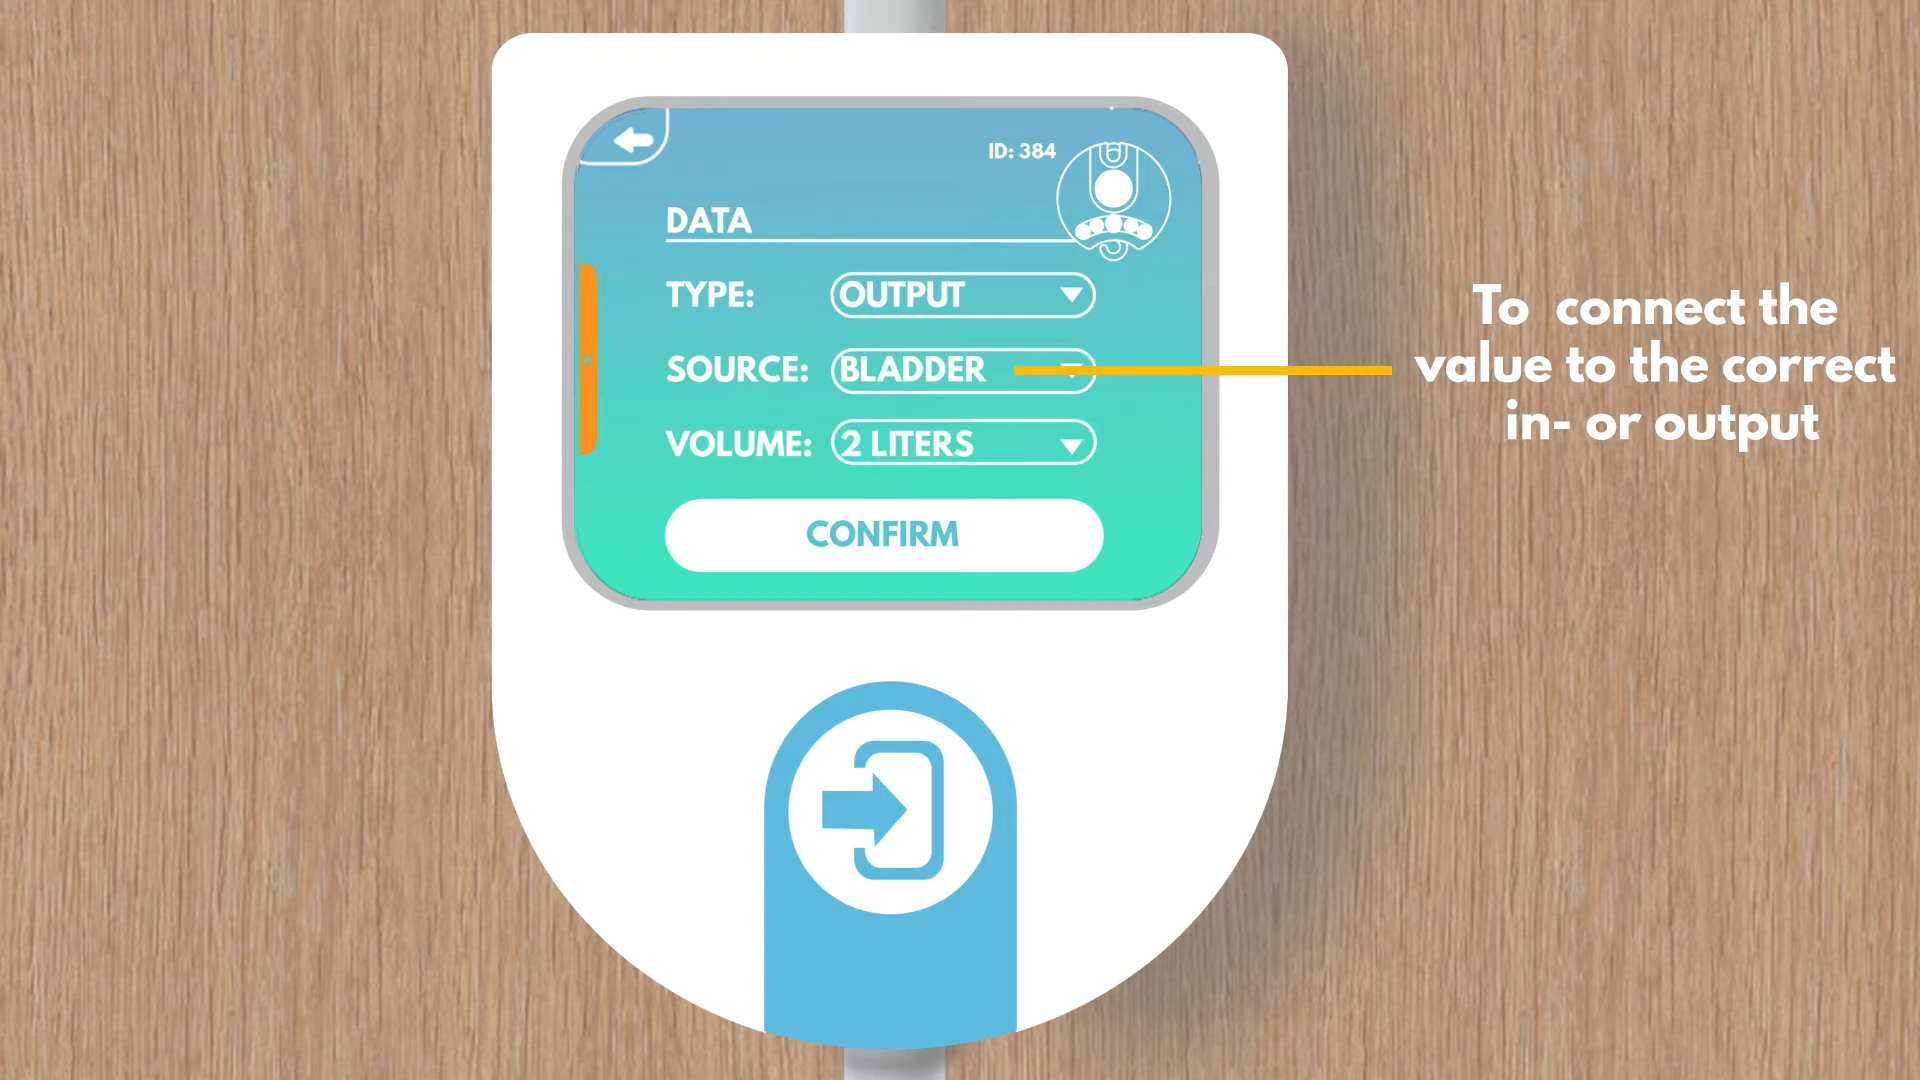 ID: 384
DATA
TYPE: OUTPUT
SOURCE: BLADDER
VOLUME: 2 LITERS
CONFIRM
To connect the
value to the correct
in- or output